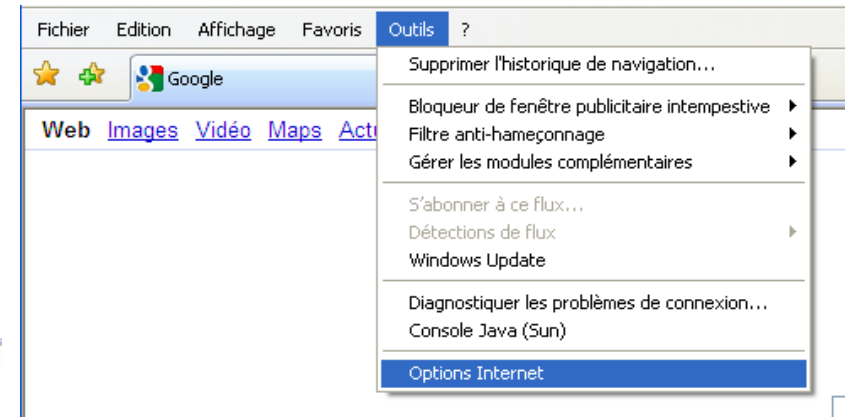 Fichier Edition Affichage Favoris Outils ?
Google
Web Images Vidéo Maps
Supprimer l'historique de navigation...
Bloqueur de fenêtre publicitaire intempestive
Filtre anti-hameçonnage
Gérer les modules complémentaires
S'abonner à ce flux...
Détections de flux
Windows Update
Diagnostiquer les problèmes de connexion...
Console Java (Sun)
Options Internet